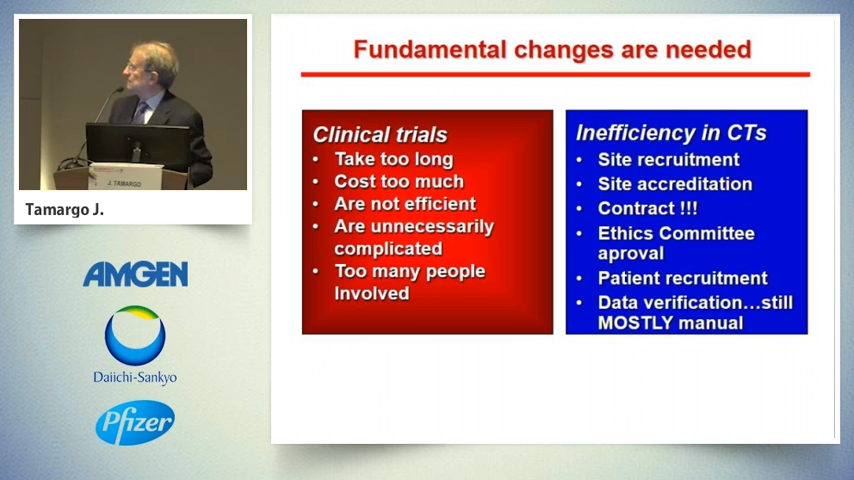 Fundamental changes are needed
Clinical trials
• Take too long
• Cost too much
• Are not efficient
• Are unnecessarily
complicated
• Too many people
Involved
Inefficiency in CTs
• Site recruitment
• Site accreditation
• Contract !!!
• Ethics Committee
aproval
• Patient recruitment
• Data verification...still
MOSTLY manual
J. TAMARGO
Tamargo J.
AMGEN
Daiichi-Sankyo
Pfizer